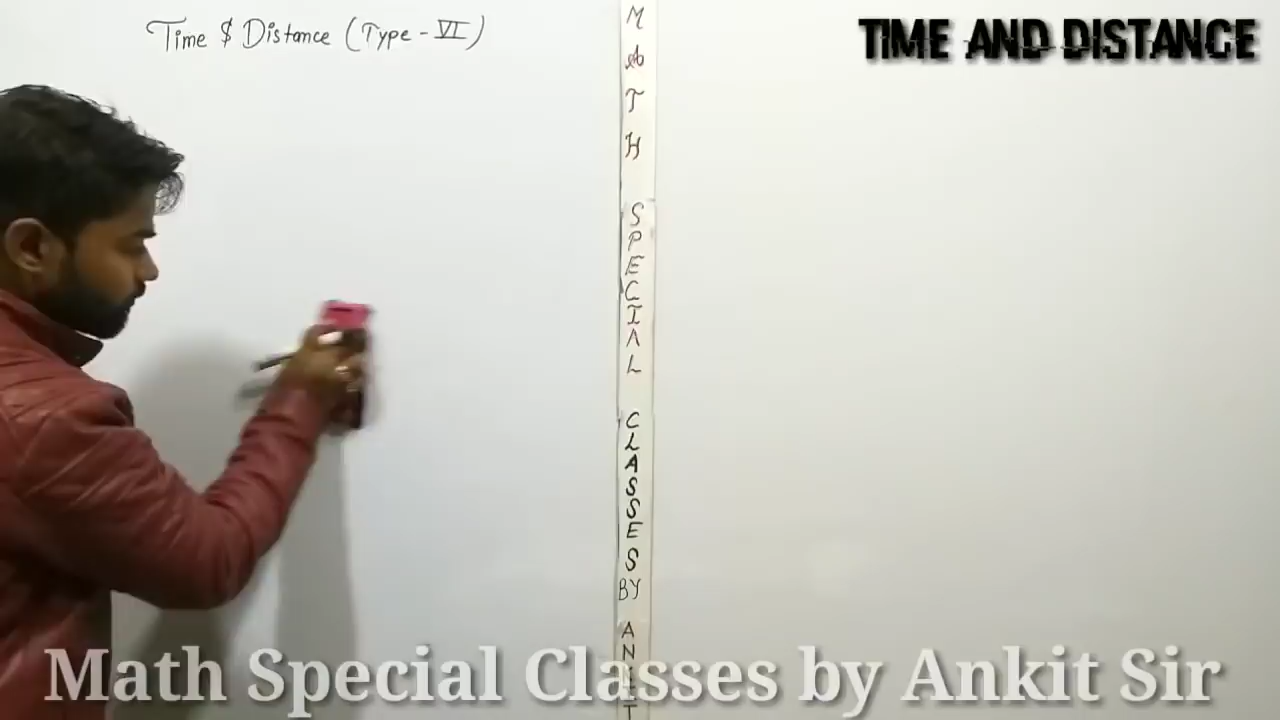 Time & Distance (Type - VI)
TIME AND DISTANCE
MATH SPECIAL CLASSES BY ANKIT
Math Special Classes by Ankit Sir